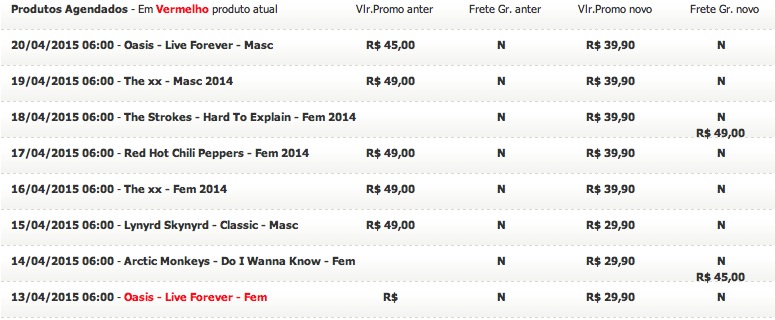 Produtos Agendados - Em Vermelho produto atual Vlr.Promo anter Frete Gr. anter Vlr.Promo novo Frete Gr. novo
20/04/2015 06:00 - Oasis - Live Forever - Masc R$ 45,00 N R$ 39,90 N
19/04/2015 06:00 - The xx - Masc 2014 R$ 49,00 N R$ 39,90 N
18/04/2015 06:00 - The Strokes - Hard To Explain - Fem 2014 N R$ 39,90 N
R$ 49,00
17/04/2015 06:00 - Red Hot Chili Peppers - Fem 2014 R$ 49,00 N R$ 39,90 N
16/04/2015 06:00 - The xx - Fem 2014 R$ 49,00 N R$ 39,90 N
15/04/2015 06:00 - Lynyrd Skynyrd - Classic - Masc R$ 49,00 N R$ 29,90 N
14/04/2015 06:00 - Arctic Monkeys - Do I Wanna Know - Fem N R$ 29,90 N
R$ 45,00
13/04/2015 06:00 - Oasis - Live Forever - Fem R$ N R$ 29,90 N